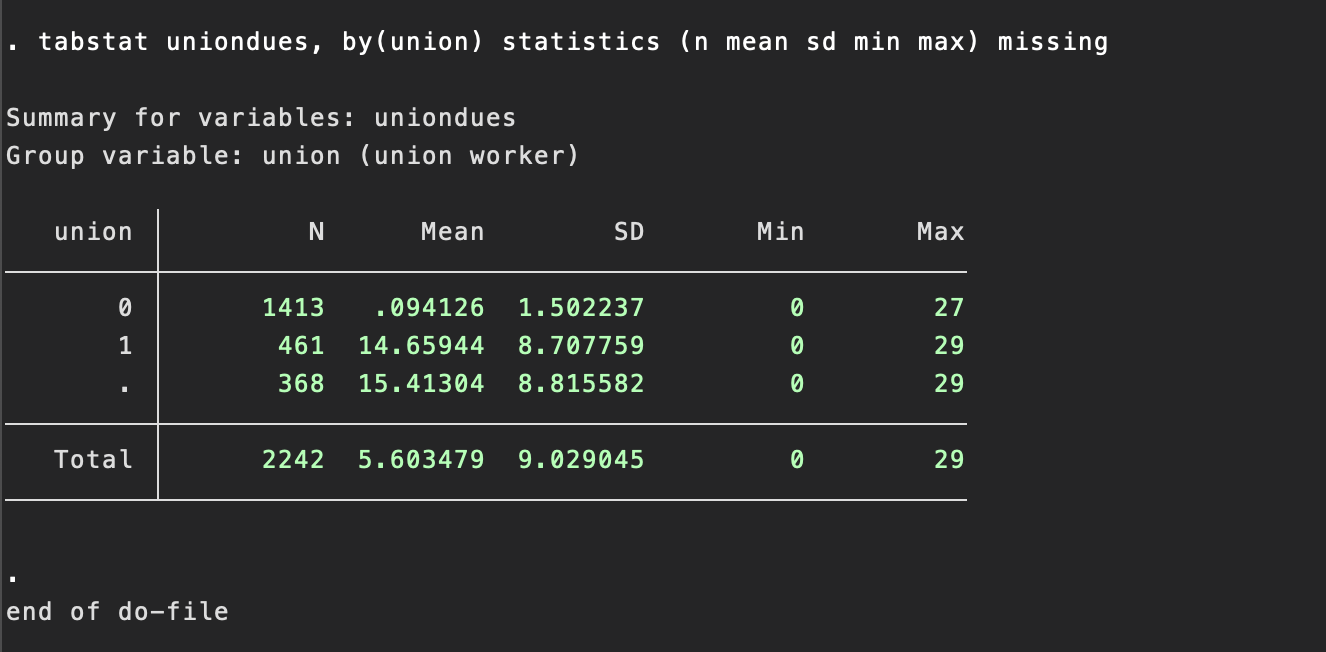 . tabstat uniondues, by(union) statistics (n mean sd min max) missing
Summary for variables: uniondues
Group variable: union (union worker)
union N Mean SD Min Max
0 1413 .094126 1.502237 0 27
1 461 14.65944 8.707759 0 29
. 368 15.41304 8.815582 0 29
Total 2242 5.603479 9.029045 0 29
.
end of do-file